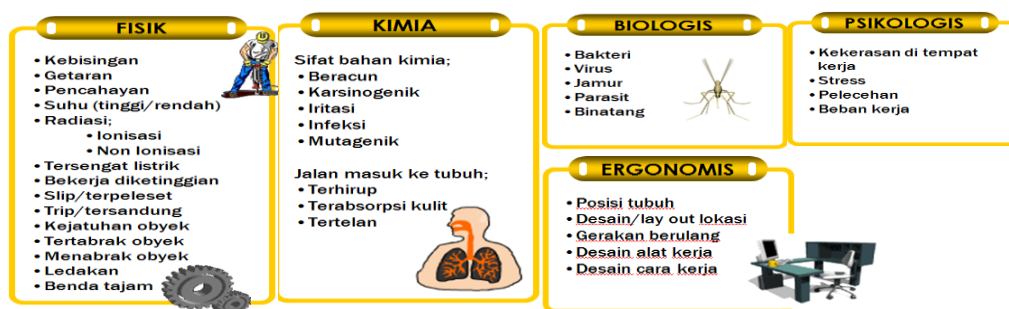 FISIK
• Kebisingan
• Getaran
• Pencahayan
• Suhu (tinggi/rendah)
• Radiasi;
• Ionisasi
• Non Ionisasi
• Tersengat listrik
• Bekerja diketinggian
• Slip/terpeleset
• Trip/tersandung
• Kejatuhan obyek
• Tertabrak obyek
• Menabrak obyek
• Ledakan
• Benda tajam
KIMIA
Sifat bahan kimia;
• Beracun
• Karsinogenik
• Iritasi
• Infeksi
• Mutagenik
Jalan masuk ke tubuh;
• Terhirup
• Terabsorpsi kulit
• Tertelan
BIOLOGIS
• Bakteri
• Virus
• Jamur
• Parasit
• Binatang
PSIKOLOGIS
• Kekerasan di tempat
kerja
• Stress
• Pelecehan
• Beban kerja
ERGONOMIS
• Posisi tubuh
• Desain/lay out lokasi
• Gerakan berulang
• Desain alat kerja
• Desain cara kerja